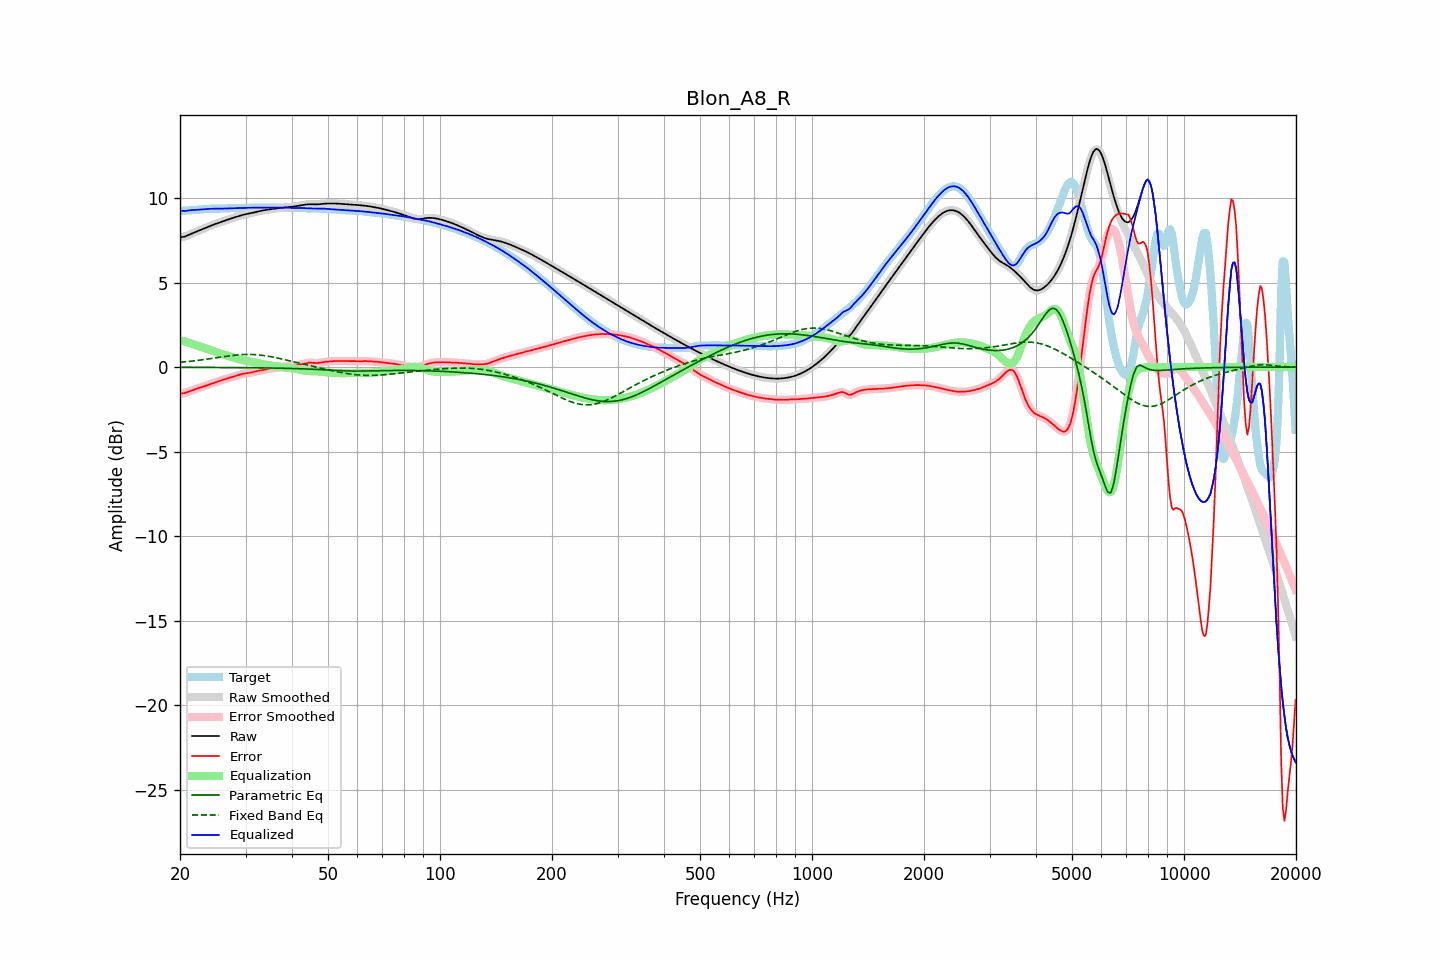 Blon_A8_R
10
5
0
−5
−10
−15
−20
−25
Amplitude (dBr)
Target
Raw Smoothed
Error Smoothed
Raw
Error
Equalization
Parametric Eq
Fixed Band Eq
Equalized
20 50 100 200 500 1000 2000 5000 10000 20000
Frequency (Hz)